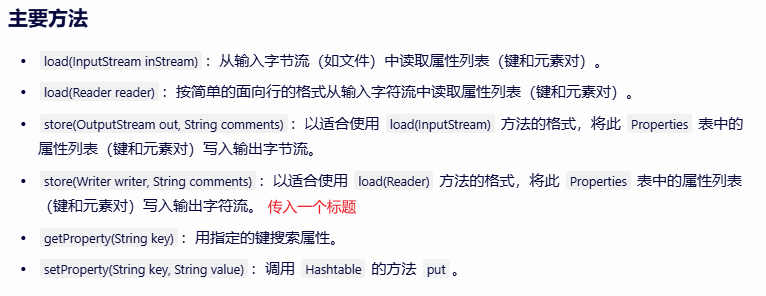 主要方法
• load(InputStream inStream) ：从输入字节流（如文件）中读取属性列表（键和元素对）。
• load(Reader reader) ：按简单的面向行的格式从输入字符流中读取属性列表（键和元素对）。
• store(OutputStream out, String comments) ：以适合使用 load(InputStream) 方法的格式，将此 Properties 表中的
属性列表（键和元素对）写入输出字节流。
• store(Writer writer, String comments) ：以适合使用 load(Reader) 方法的格式，将此 Properties 表中的属性列表
（键和元素对）写入输出字符流。 传入一个标题
• getProperty(String key) ：用指定的键搜索属性。
• setProperty(String key, String value) ：调用 Hashtable 的方法 put 。